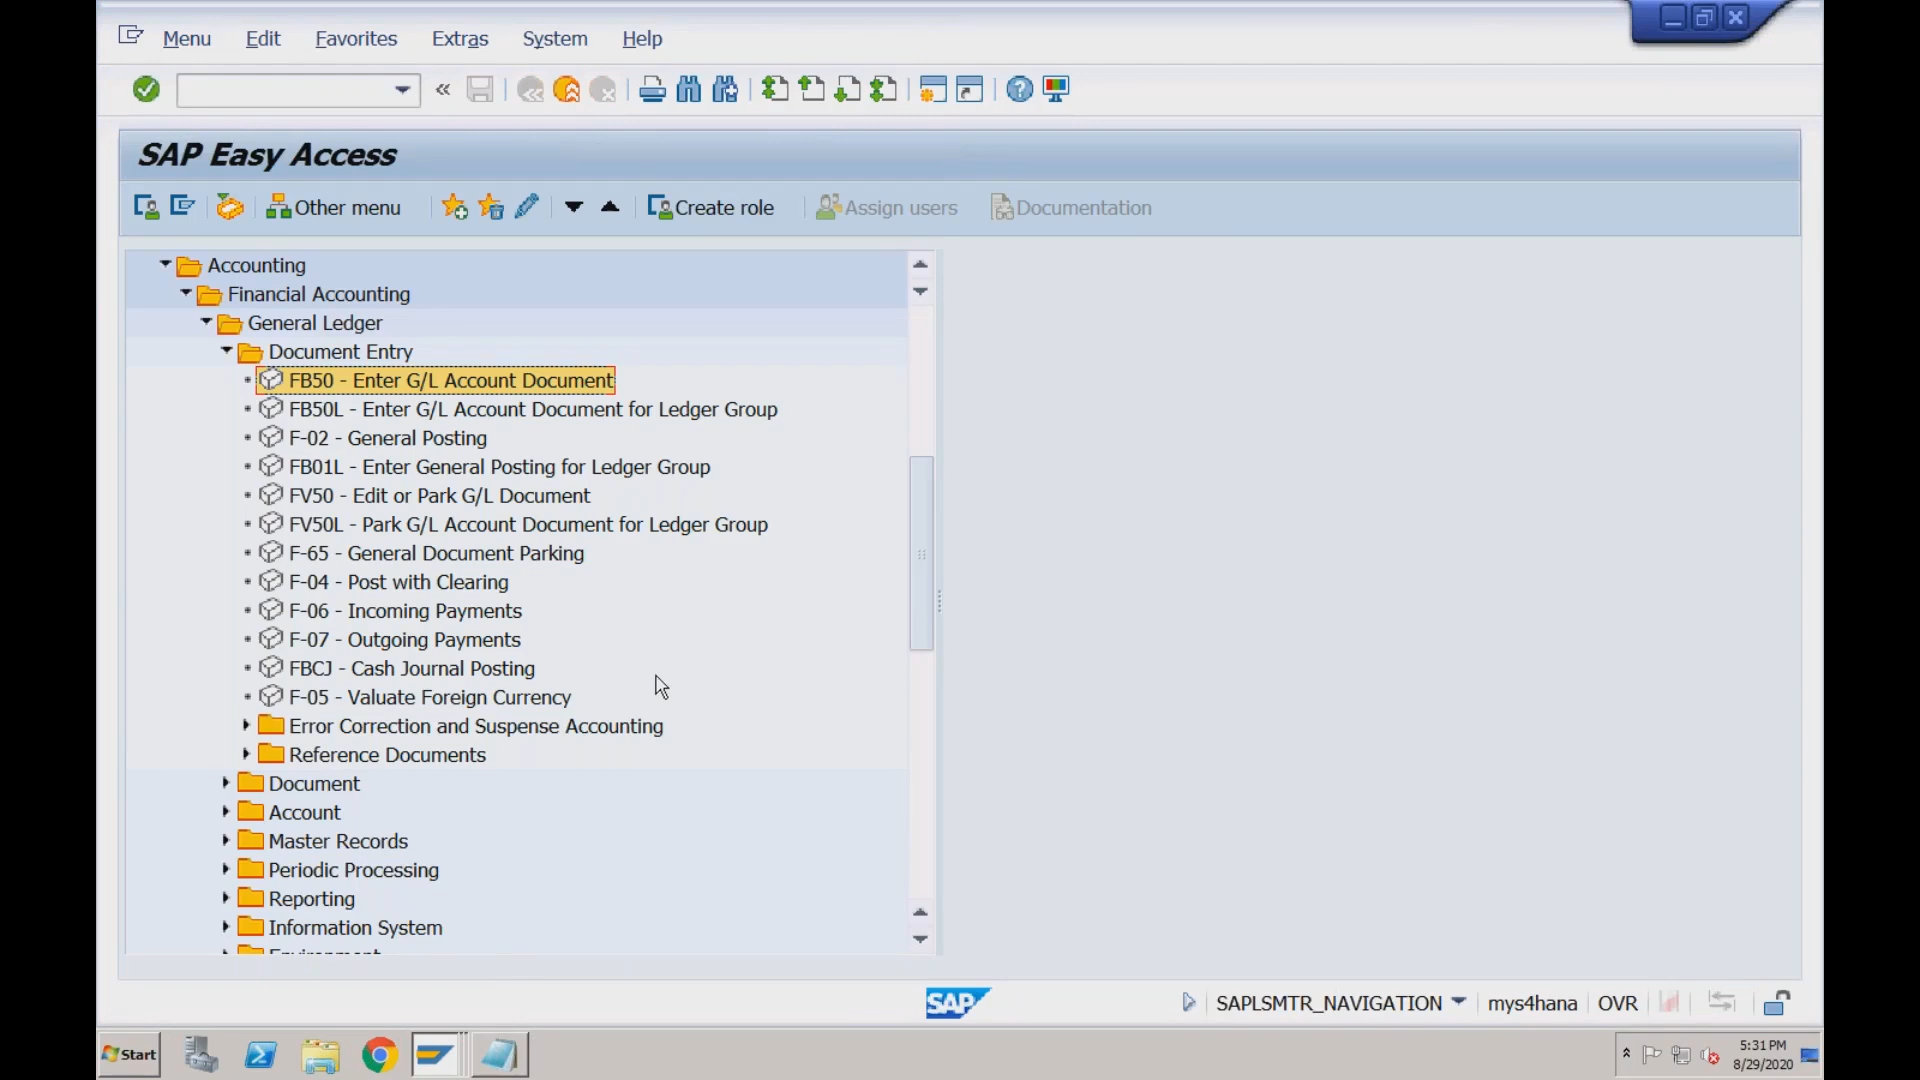 Menu Edit Favorites Extras System Help
SAP Easy Access
Other menu Create role Assign users Documentation
Accounting
Financial Accounting
General Ledger
Document Entry
FB50 - Enter G/L Account Document
FB50L - Enter G/L Account Document for Ledger Group
F-02 - General Posting
FB01L - Enter General Posting for Ledger Group
FV50 - Edit or Park G/L Document
FV50L - Park G/L Account Document for Ledger Group
F-65 - General Document Parking
F-04 - Post with Clearing
F-06 - Incoming Payments
F-07 - Outgoing Payments
FBCJ - Cash Journal Posting
F-05 - Valuate Foreign Currency
Error Correction and Suspense Accounting
Reference Documents
Document
Account
Master Records
Periodic Processing
Reporting
Information System
SAP SAPLSMTR_NAVIGATION mys4hana OVR
Start
5:31 PM
8/29/2020